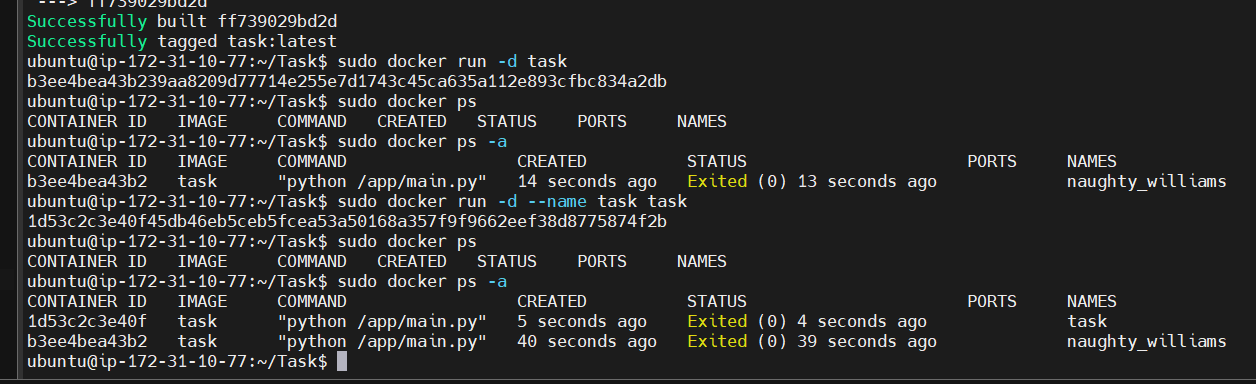 ---> ff739029bd2d
Successfully built ff739029bd2d
Successfully tagged task:latest
ubuntu@ip-172-31-10-77:~/Task$ sudo docker run -d task
b3ee4bea43b239aa8209d77714e255e7d1743c45ca635a112e893cfbc834a2db
ubuntu@ip-172-31-10-77:~/Task$ sudo docker ps
CONTAINER ID   IMAGE     COMMAND   CREATED   STATUS    PORTS     NAMES
ubuntu@ip-172-31-10-77:~/Task$ sudo docker ps -a
CONTAINER ID   IMAGE     COMMAND                 CREATED          STATUS                      PORTS     NAMES
b3ee4bea43b2   task      "python /app/main.py"   14 seconds ago   Exited (0) 13 seconds ago             naughty_williams
ubuntu@ip-172-31-10-77:~/Task$ sudo docker run -d --name task task
1d53c2c3e40f45db46eb5ceb5fcea53a50168a357f9f9662eef38d8775874f2b
ubuntu@ip-172-31-10-77:~/Task$ sudo docker ps
CONTAINER ID   IMAGE     COMMAND   CREATED   STATUS    PORTS     NAMES
ubuntu@ip-172-31-10-77:~/Task$ sudo docker ps -a
CONTAINER ID   IMAGE     COMMAND                 CREATED          STATUS                      PORTS     NAMES
1d53c2c3e40f   task      "python /app/main.py"   5 seconds ago    Exited (0) 4 seconds ago              task
b3ee4bea43b2   task      "python /app/main.py"   40 seconds ago   Exited (0) 39 seconds ago             naughty_williams
ubuntu@ip-172-31-10-77:~/Task$